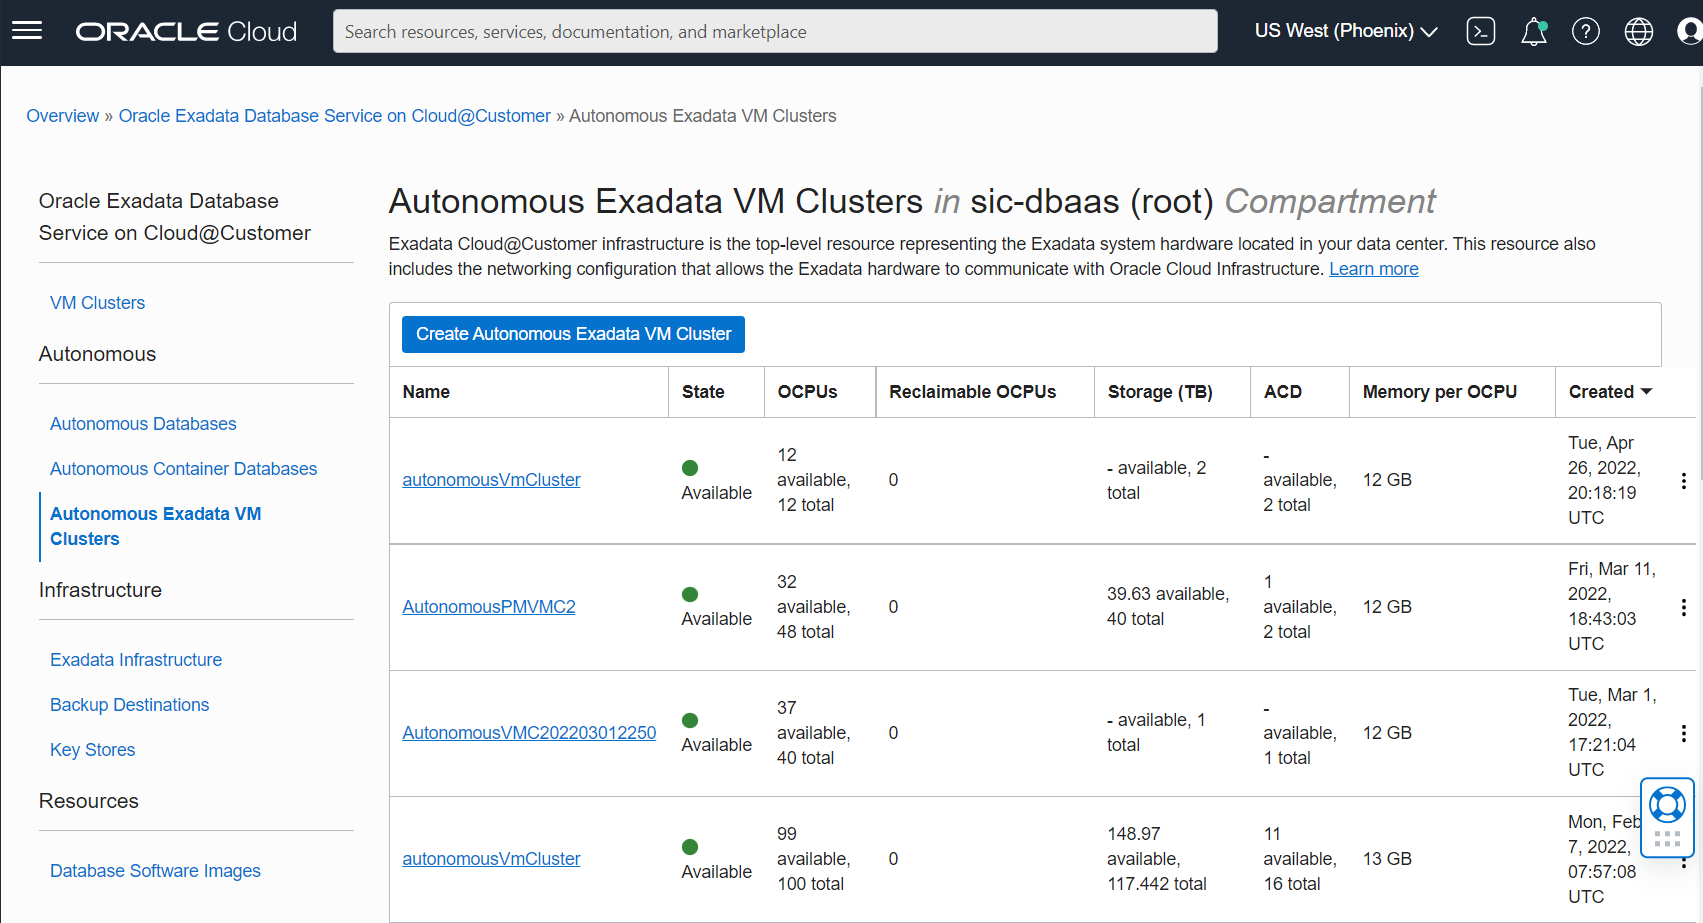 ORACLE Cloud
Search resources, services, documentation, and marketplace
US West (Phoenix)
Overview » Oracle Exadata Database Service on Cloud@Customer » Autonomous Exadata VM Clusters
Oracle Exadata Database
Service on Cloud@Customer
VM Clusters
Autonomous
Autonomous Databases
Autonomous Container Databases
Autonomous Exadata VM
Clusters
Infrastructure
Exadata Infrastructure
Backup Destinations
Key Stores
Resources
Database Software Images
Autonomous Exadata VM Clusters in sic-dbaas (root) Compartment
Exadata Cloud@Customer infrastructure is the top-level resource representing the Exadata system hardware located in your data center. This resource also
includes the networking configuration that allows the Exadata hardware to communicate with Oracle Cloud Infrastructure. Learn more
Create Autonomous Exadata VM Cluster
Name State OCPUs Reclaimable OCPUs Storage (TB) ACD Memory per OCPU Created
autonomousVmCluster
Available
12
available,
12 total
0
- available, 2
total
-
available,
2 total
12 GB
Tue, Apr
26, 2022,
20:18:19
UTC
AutonomousPMVMC2
Available
32
available,
48 total
0
39.63 available,
40 total
1
available,
2 total
12 GB
Fri, Mar 11,
2022,
18:43:03
UTC
AutonomousVMC202203012250
Available
37
available,
40 total
0
- available, 1
total
-
available,
1 total
12 GB
Tue, Mar 1,
2022,
17:21:04
UTC
autonomousVmCluster
Available
99
available,
100 total
0
148.97
available,
117.442 total
11
available,
16 total
13 GB
Mon, Feb
7, 2022,
07:57:08
UTC